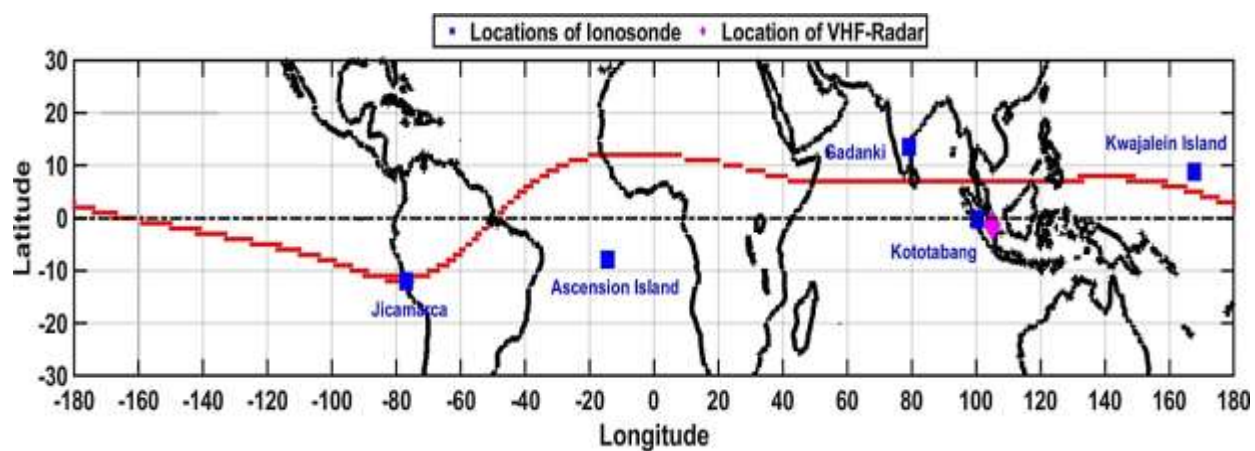 Locations of Ionosonde Location of VHF-Radar
30
20
10
0
-10
-20
-30
Latitude
Gadanki
Kwajalein Island
Kototabang
Ascension Island
Jicamarca
-180 -160 -140 -120 -100 -80 -60 -40 -20 0 20 40 60 80 100 120 140 160 180
Longitude